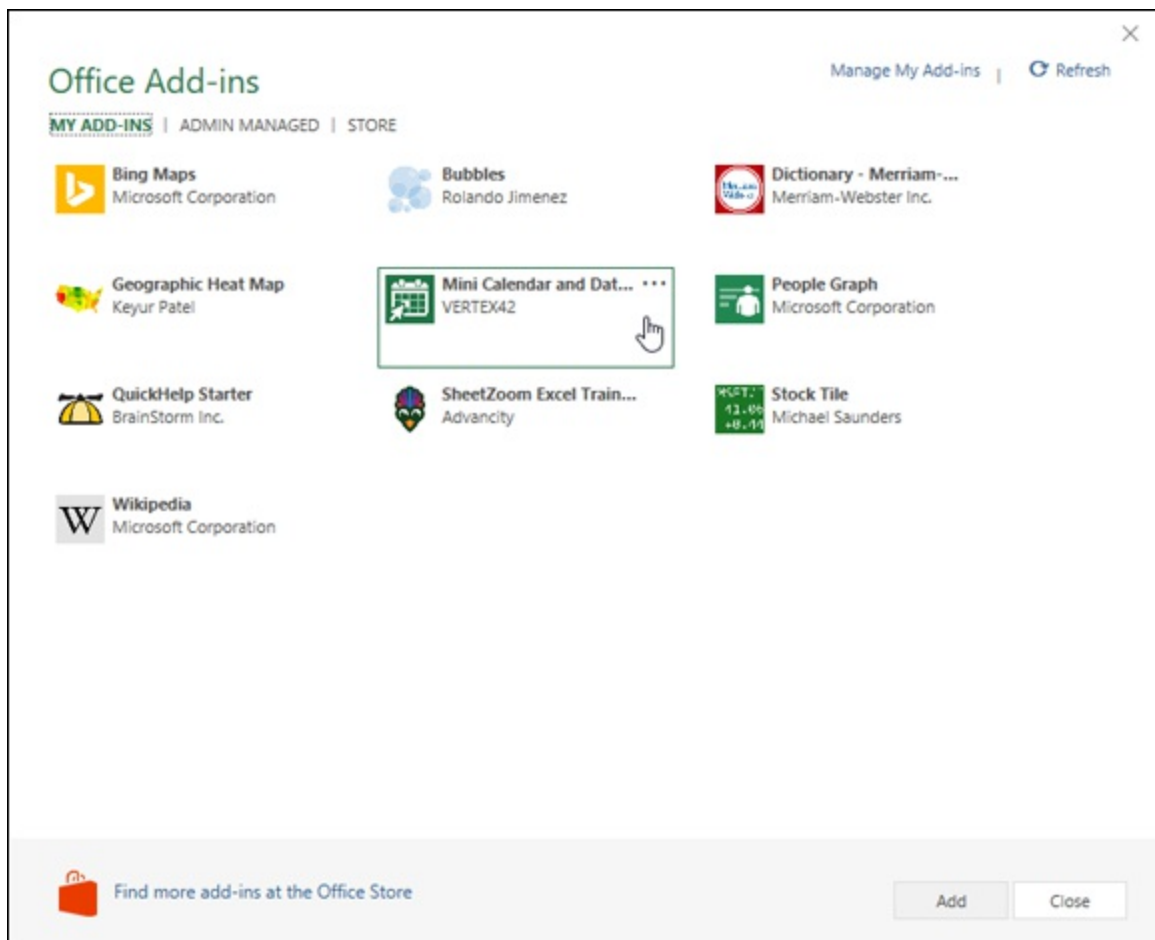 Office Add-ins
Manage My Add-ins | Refresh
MY ADD-INS | ADMIN MANAGED | STORE
Bing Maps
Microsoft Corporation
Bubbles
Rolando Jimenez
Dictionary - Merriam-...
Merriam-Webster Inc.
Geographic Heat Map
Keyur Patel
Mini Calendar and Dat... ...
VERTEX42
People Graph
Microsoft Corporation
QuickHelp Starter
BrainStorm Inc.
SheetZoom Excel Train...
Advancity
Stock Tile
Michael Saunders
W Wikipedia
Microsoft Corporation
Find more add-ins at the Office Store
Add
Close